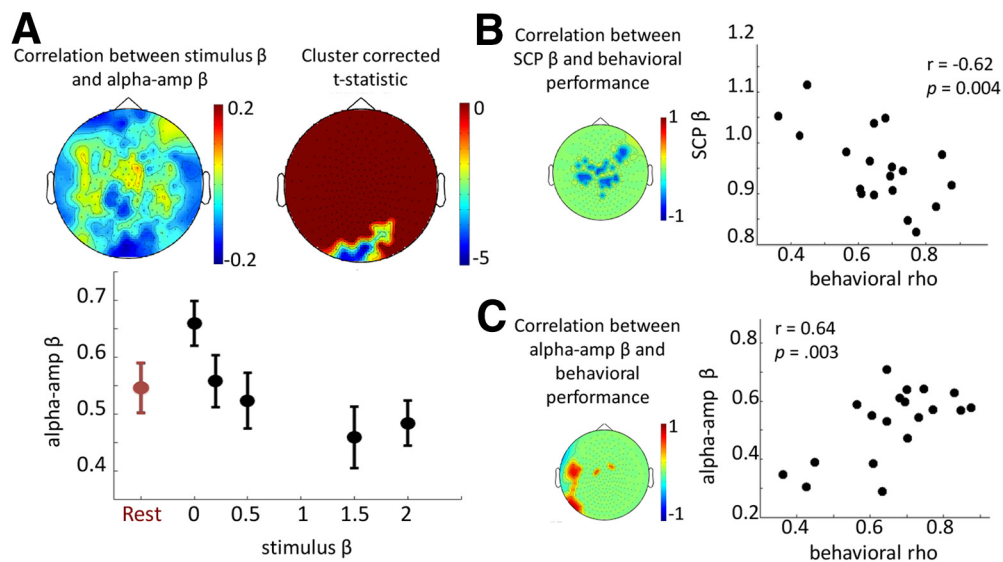 A
Correlation between stimulus β
and alpha-amp β
0.2
-0.2
Cluster corrected
t-statistic
0
-5
alpha-amp β
0.7
0.6
0.5
0.4
Rest 0 0.5 1 1.5 2
stimulus β
B
Correlation between
SCP β and behavioral
performance
1
-1
SCP β
1.2
1.1
1.0
0.9
0.8
r = -0.62
p = 0.004
0.4 0.6 0.8
behavioral rho
C
Correlation between
alpha-amp β and
behavioral
performance
1
-1
alpha-amp β
0.8
0.6
0.4
0.2
r = 0.64
p = .003
0.4 0.6 0.8
behavioral rho